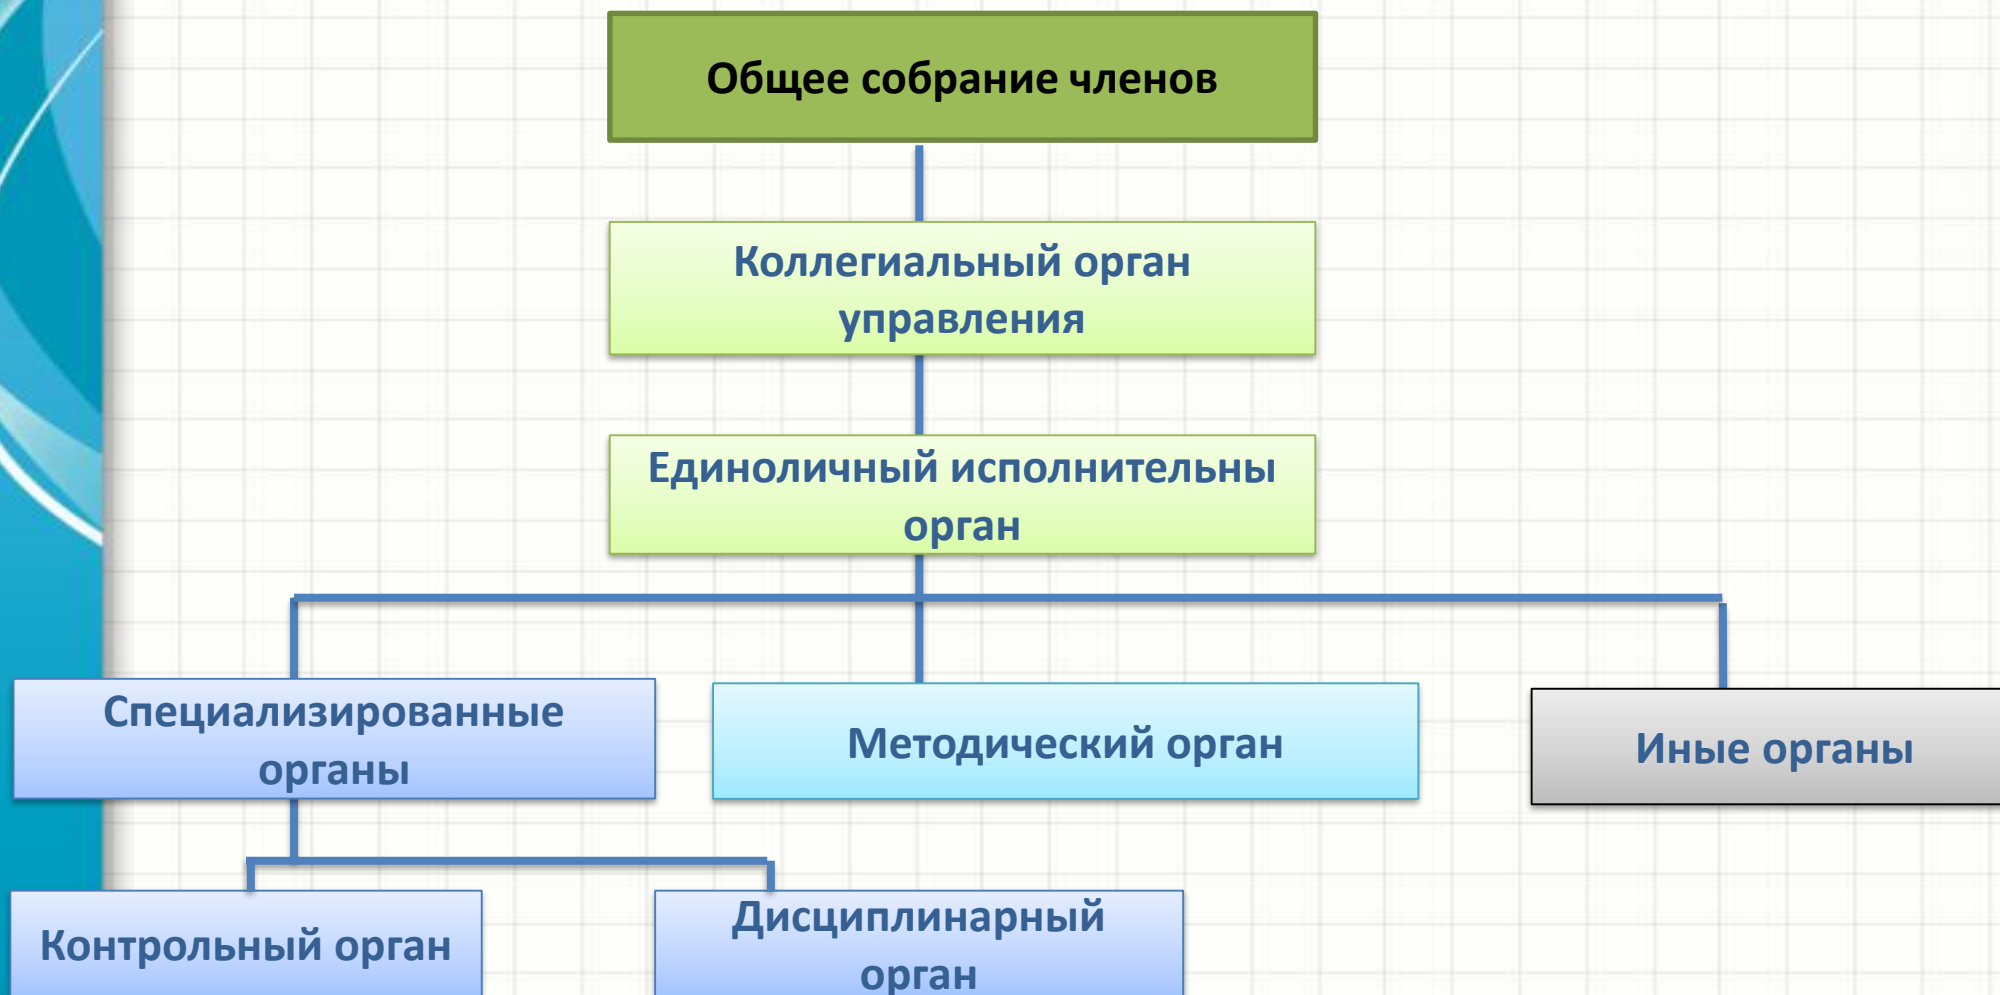 Общее собрание членов
Коллегиальный орган
управления
Единоличный исполнительны
орган
Специализированные
органы
Методический орган
Иные органы
Контрольный орган
Дисциплинарный
орган